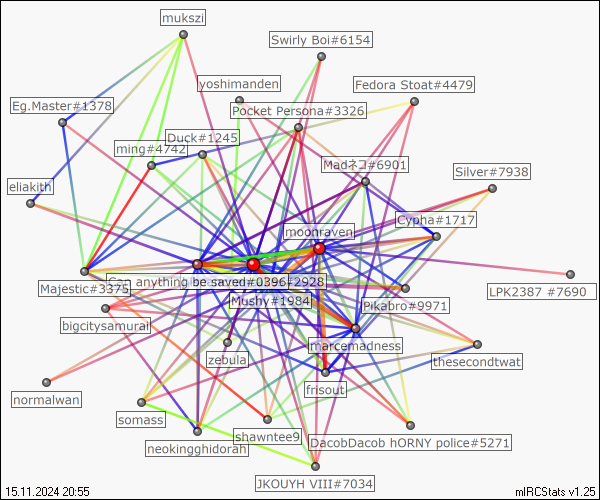 mukszi
Swirly Boi#6154
yoshimanden
Fedora Stoat#4479
Eg.Master#1378
Pocket Persona#3326
Duck#1245
ming#4742
Madネコ#6901
Silver#7938
eliakith
Cypha#1717
moonraven
anything be saved#0396
#2928
Majestic#3375
LPK2387 #7690
Mushy#1984
Pikabro#9971
bigcitysamurai
marcemadness
zebula
thesecondtwat
frisout
normalwan
somass
shawntee9
neokingghidorah
DacobDacob hORNY police#5271
JKOUYH VIII#7034
15.11.2024 20:55
mIRCStats v1.25